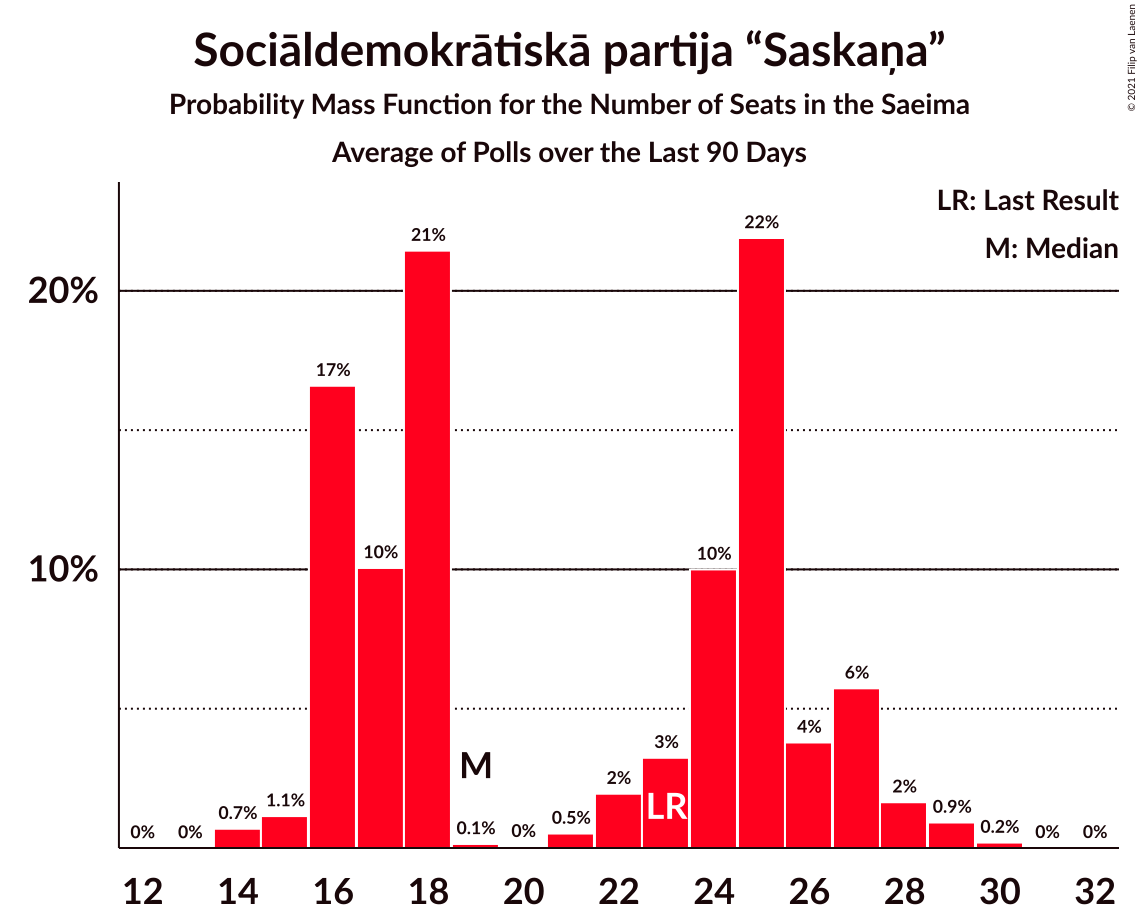 Sociāldemokrātiskā partija “Saskaņa”
Probability Mass Function for the Number of Seats in the Saeima
Average of Polls over the Last 90 Days
© 2021 Filip van Laenen
LR: Last Result
M: Median
20%
10%
0%
0%
0.7%
1.1%
17%
10%
21%
0.1%
0%
0.5%
2%
3%
10%
22%
4%
6%
2%
0.9%
0.2%
0%
0%
M
LR
12 14 16 18 20 22 24 26 28 30 32